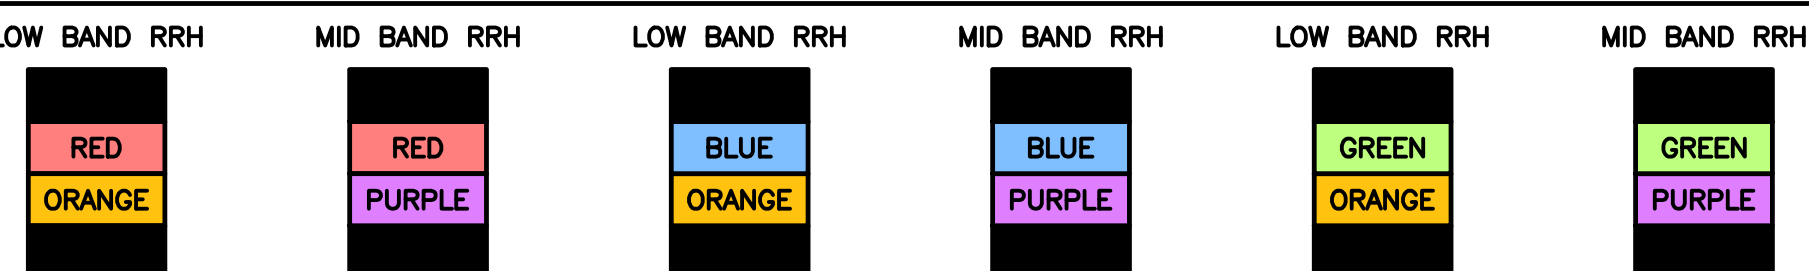 LOW BAND RRH MID BAND RRH LOW BAND RRH MID BAND RRH LOW BAND RRH MID BAND RRH
RED RED BLUE BLUE GREEN GREEN
ORANGE PURPLE ORANGE PURPLE ORANGE PURPLE